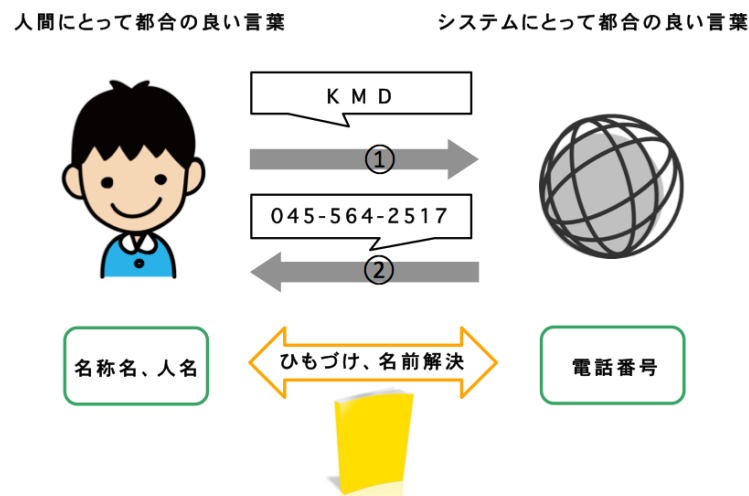 人間にとって都合の良い言葉
システムにとって都合の良い言葉
KMD
①
045-564-2517
②
名称名、人名
ひもづけ、名前解決
電話番号